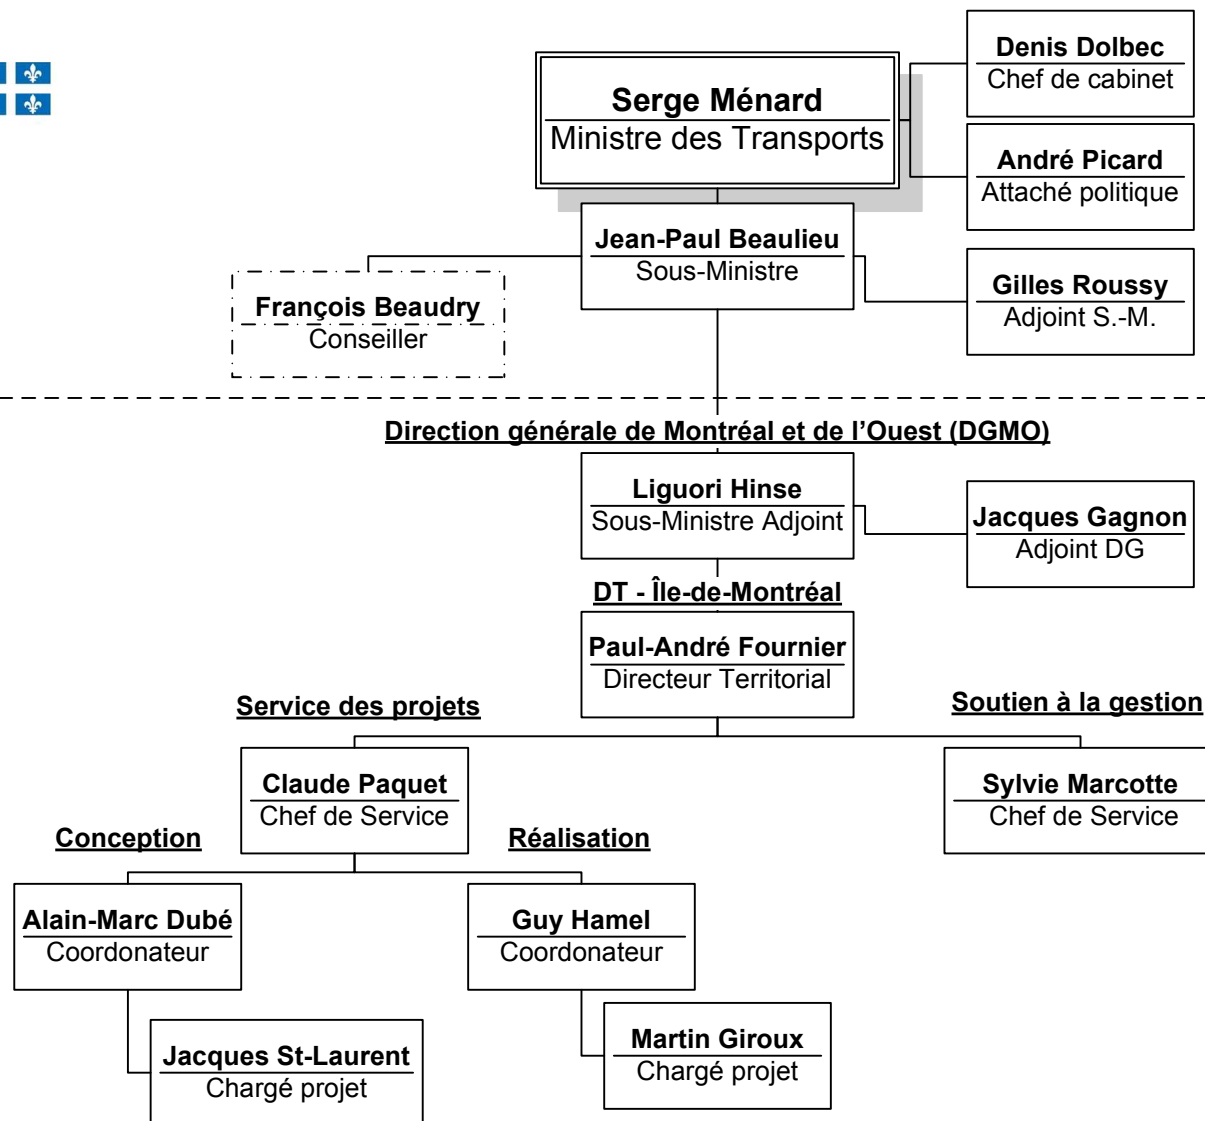 Denis Dolbec
Chef de cabinet
Serge Ménard
Ministre des Transports
André Picard
Attaché politique
Jean-Paul Beaulieu
Sous-Ministre
Gilles Roussy
Adjoint S.-M.
François Beaudry
Conseiller
Direction générale de Montréal et de l’Ouest (DGMO)
Liguori Hinse
Sous-Ministre Adjoint
Jacques Gagnon
Adjoint DG
DT - Île-de-Montréal
Paul-André Fournier
Directeur Territorial
Service des projets
Soutien à la gestion
Claude Paquet
Chef de Service
Sylvie Marcotte
Chef de Service
Conception
Réalisation
Alain-Marc Dubé
Coordonateur
Guy Hamel
Coordonateur
Jacques St-Laurent
Chargé projet
Martin Giroux
Chargé projet